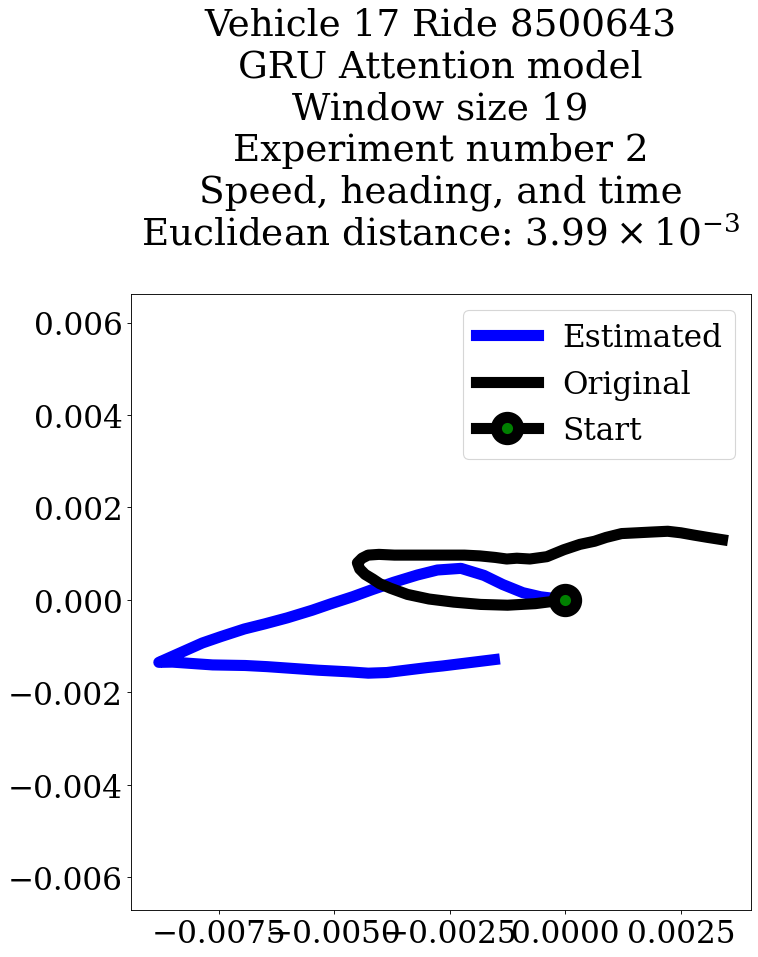 Vehicle 17 Ride 8500643
GRU Attention model
Window size 19
Experiment number 2
Speed, heading, and time
Euclidean distance: 3.99 × 10⁻³
Estimated
Original
Start
0.006
0.004
0.002
0.000
−0.002
−0.004
−0.006
−0.0075 −0.0050 −0.0025 0.0000 0.0025